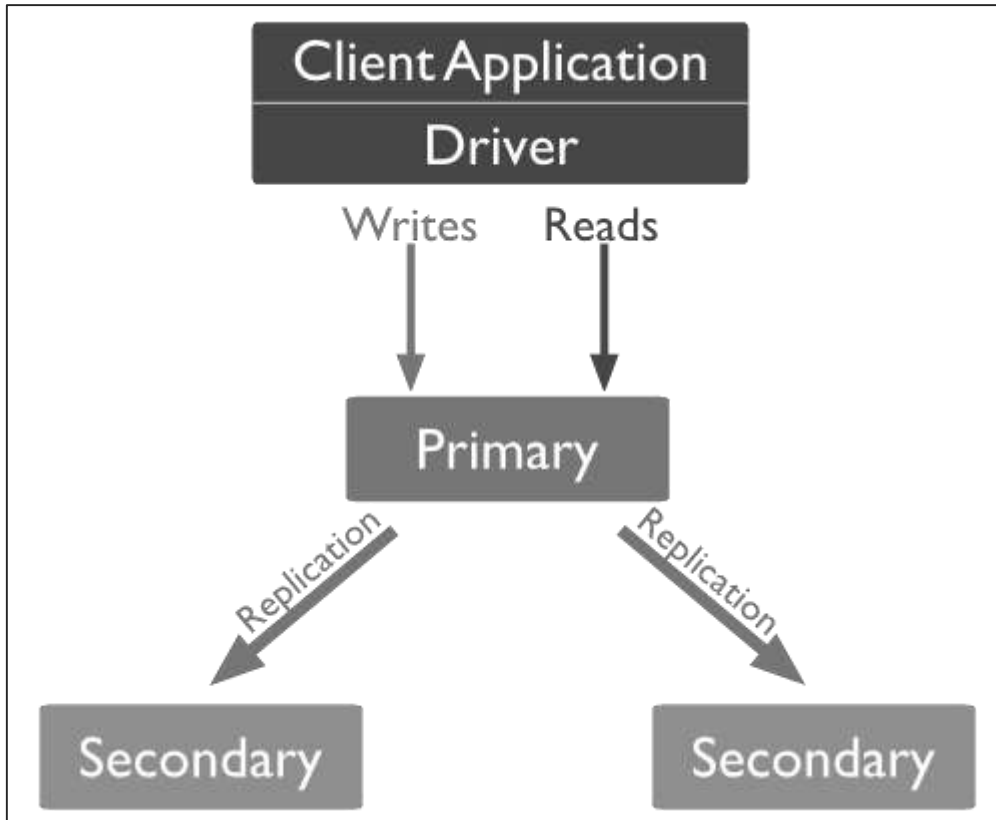 Client Application
Driver
Writes Reads
Primary
Replication Replication
Secondary Secondary